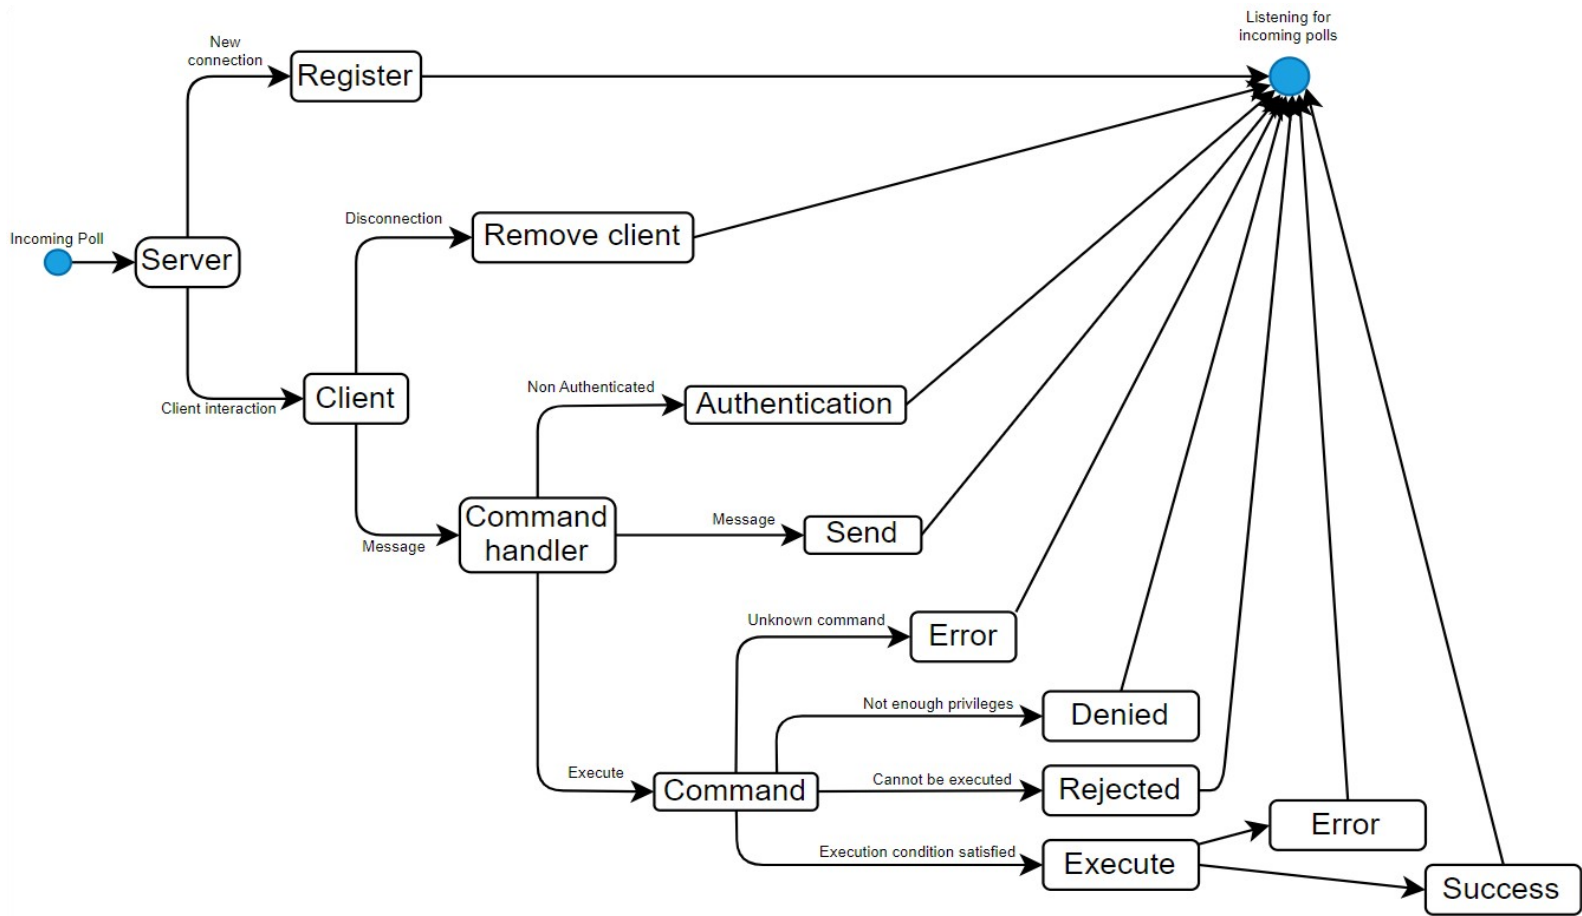 Listening for
incoming polls
New
connection
Register
Disconnection
Remove client
Incoming Poll
Server
Client interaction
Client
Non Authenticated
Authentication
Message
Command
handler
Message
Send
Unknown command
Error
Not enough privileges
Denied
Execute
Command
Cannot be executed
Rejected
Error
Execution condition satisfied
Execute
Success